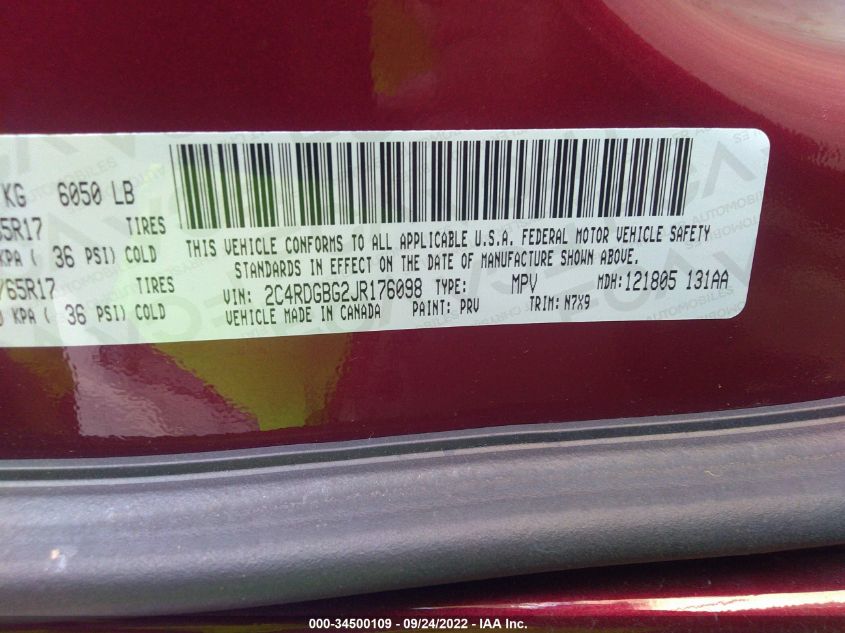 KG 6050 LB
5R17 TIRES
KPA ( 36 PSI) COLD
/65R17 TIRES
0 KPA ( 36 PSI) COLD
THIS VEHICLE CONFORMS TO ALL APPLICABLE U.S.A. FEDERAL MOTOR VEHICLE SAFETY
STANDARDS IN EFFECT ON THE DATE OF MANUFACTURE SHOWN ABOVE.
VIN: 2C4RDGBG2JR176098 TYPE: MPV MDH: 121805 131AA
VEHICLE MADE IN CANADA PAINT: PRV TRIM: N7X9
000-34500109 - 09/24/2022 - IAA Inc.